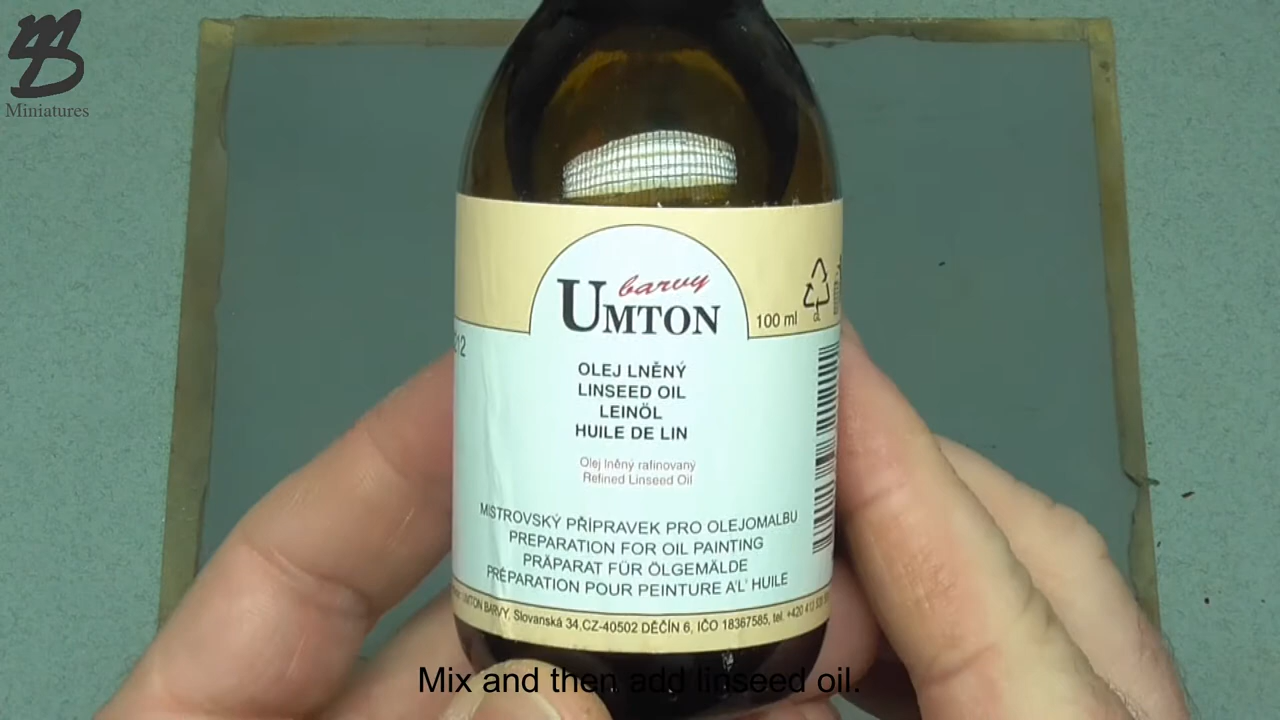 Miniatures
barvy
UMTON
100 ml
OLEJ LNĚNÝ
LINSEED OIL
LEINÖL
HUILE DE LIN
Olej lněný rafinovaný
Refined Linseed Oil
MISTROVSKÝ PŘÍPRAVEK PRO OLEJOMALBU
PREPARATION FOR OIL PAINTING
PRÄPARAT FÜR ÖLGEMÄLDE
PRÉPARATION POUR PEINTURE A'L' HUILE
UMTON BARVY, Slovanská 34,CZ-40502 DĚČÍN 6, IČO 18367585, tel. +420
Mix and then add linseed oil.